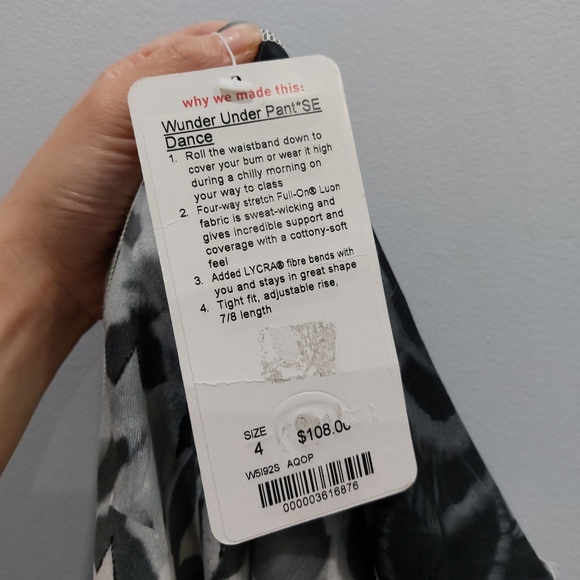 why we made this:
Wunder Under Pant*SE
Dance
1. Roll the waistband down to
cover your bum or wear it high
during a chilly morning on
your way to class
2. Four-way stretch Full-On® Luon
fabric is sweat-wicking and
gives incredible support and
coverage with a cottony-soft
feel
3. Added LYCRA® fibre bends with
you and stays in great shape
4. Tight fit, adjustable rise,
7/8 length
SIZE
4
$108.00
W5I92S AQOP
000003616876